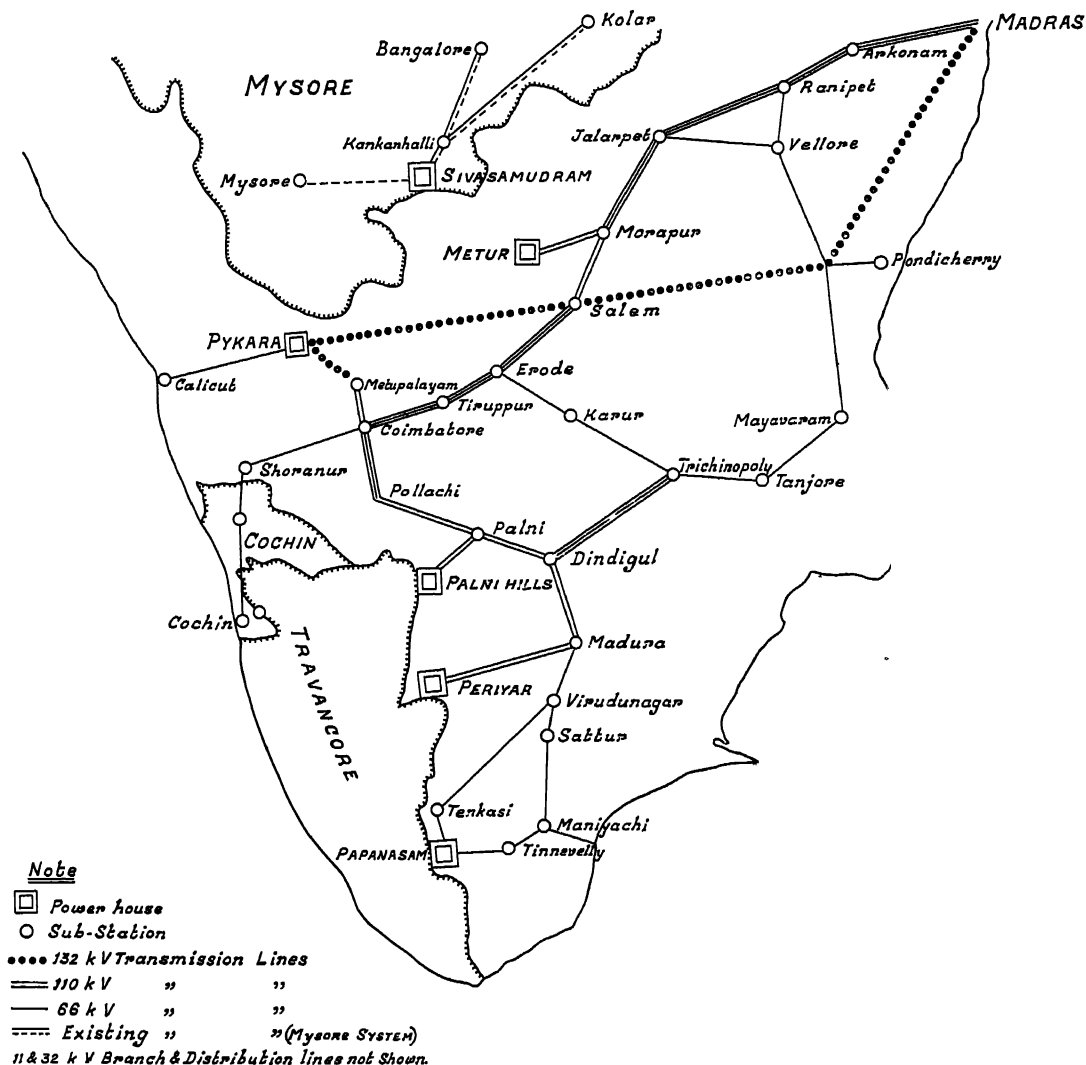 Kolar
MADRAS
Bangalore
Arkonam
MYSORE
Ranipet
Kankanhalli
Jalarpet
Vellore
Mysore
SIVASAMUDRAM
METUR
Morapur
Pondicherry
Salem
PYKARA
Calicut
Metupalayam
Erode
Tiruppur
Karur
Mayavaram
Coimbatore
Shoranur
Trichinopoly
Tanjore
Pollachi
Palni
COCHIN
Dindigul
PALNI HILLS
Cochin
TRAVANCORE
Madura
PERIYAR
Virudunagar
Sattur
Tenkasi
Maniyachi
PAPANASAM
Tinnevelly
Note
Power house
Sub-Station
132 kV Transmission Lines
110 kV " "
66 kV " "
Existing " " (MYSORE SYSTEM)
11 & 32 k V Branch & Distribution lines not Shown.